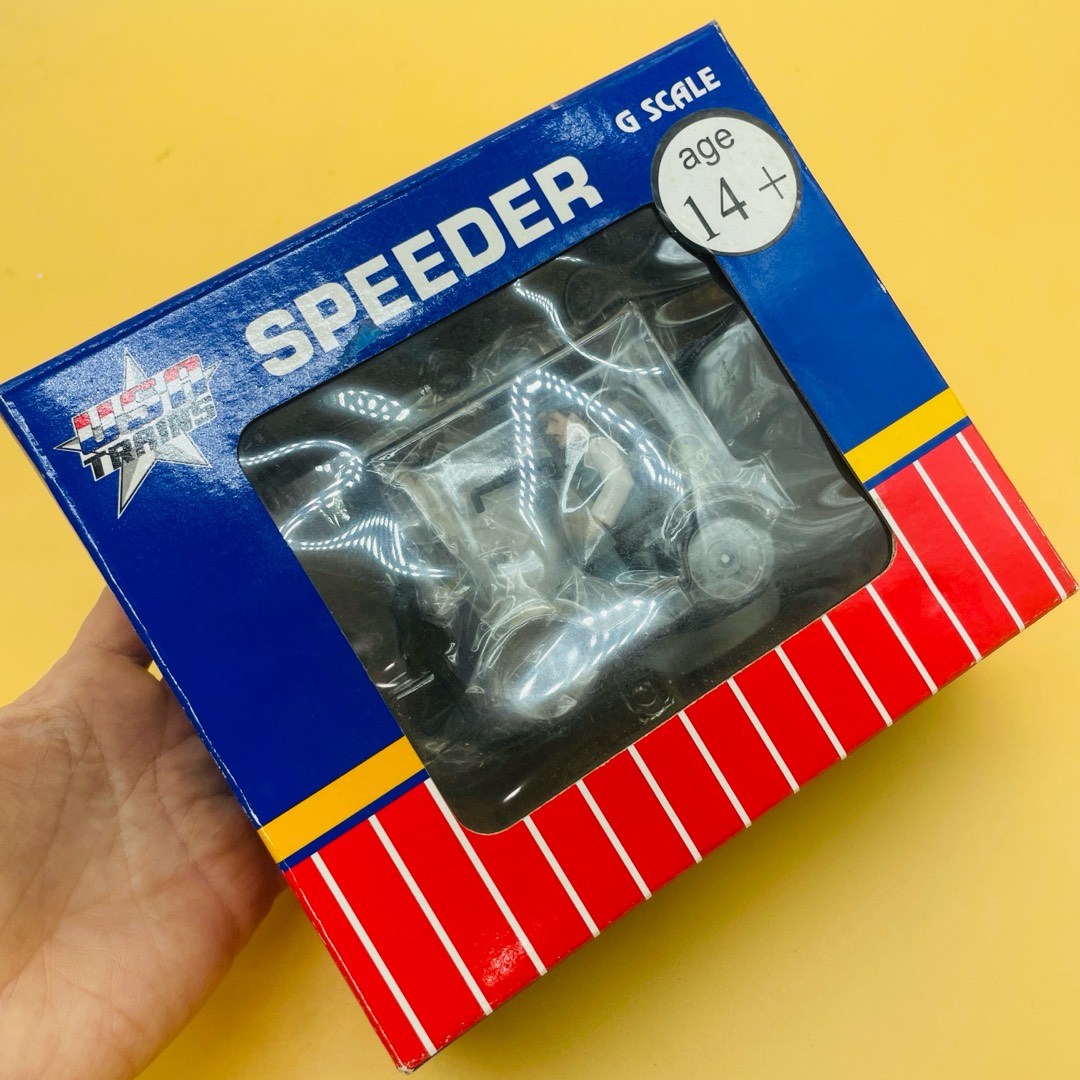 G SCALE
age
14 +
SPEEDER
USA
TRAINS